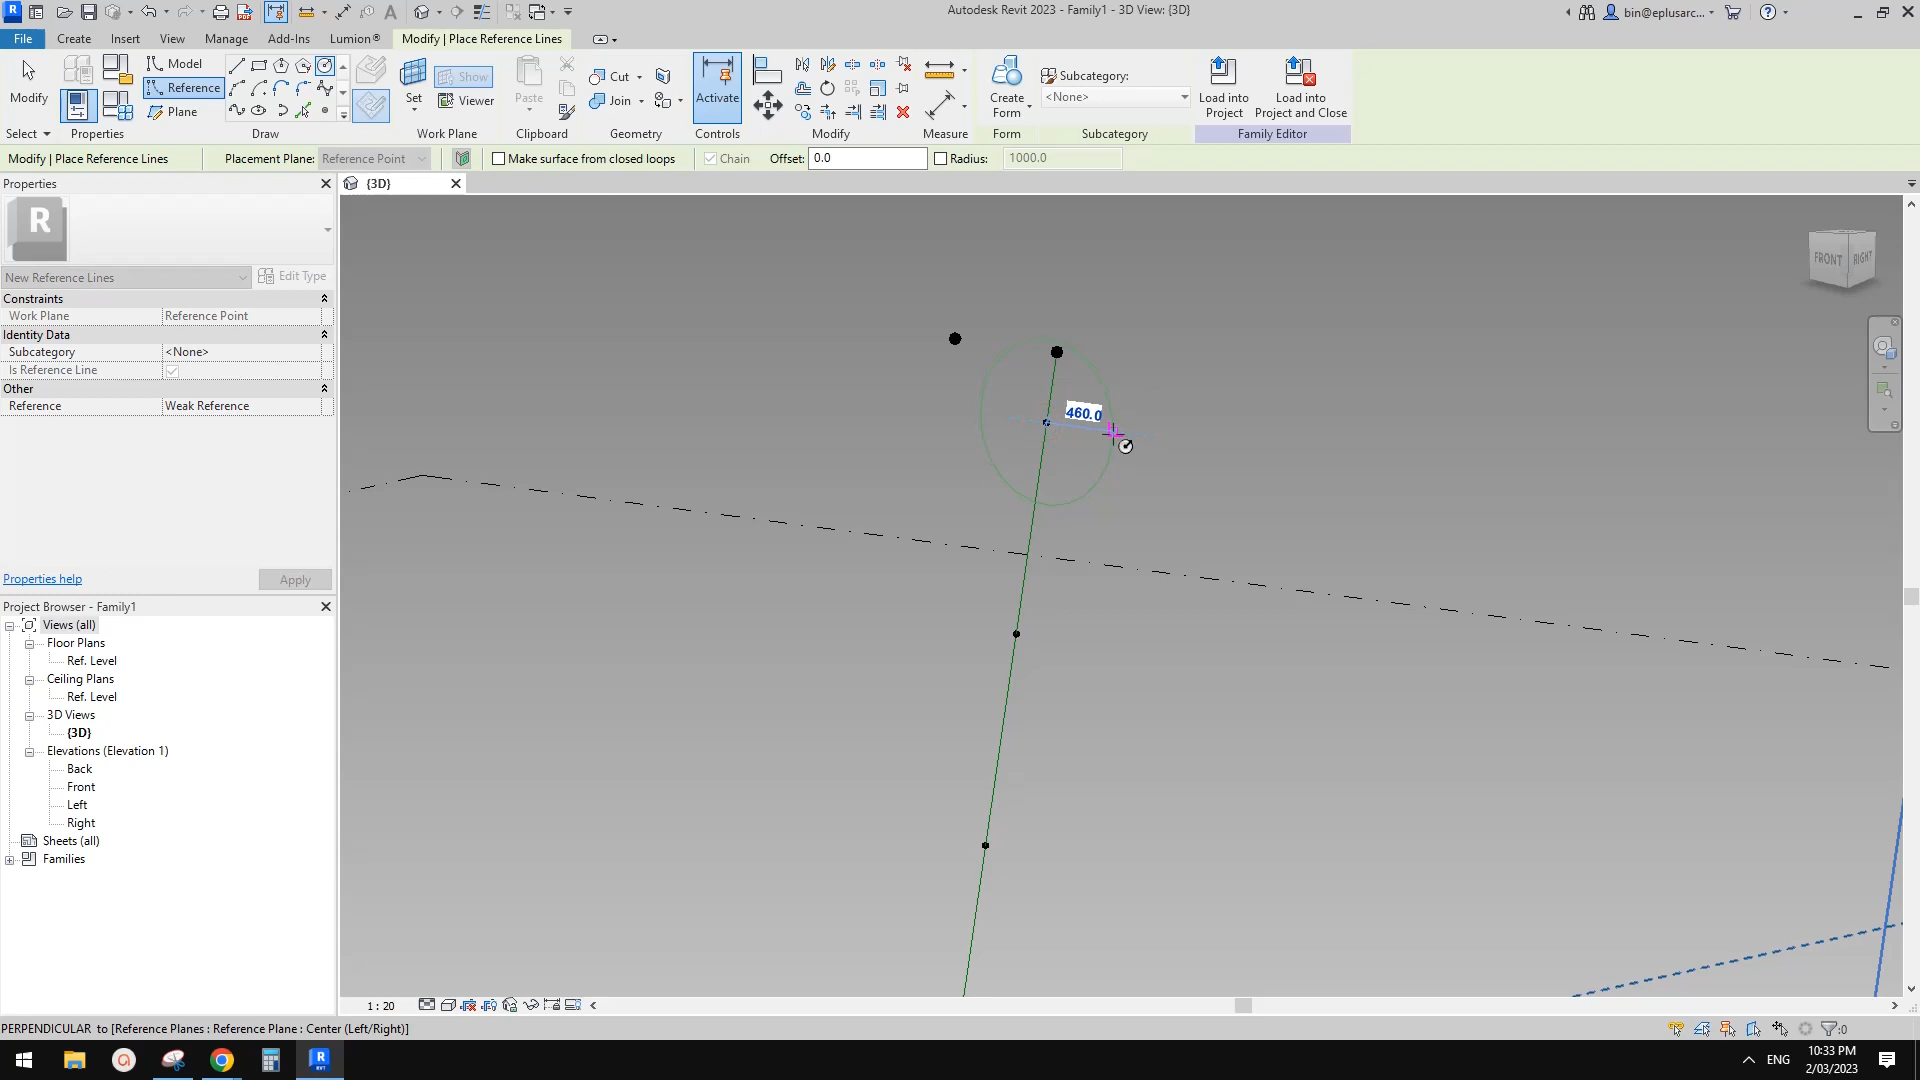 Autodesk Revit 2023 - Family1 - 3D View: {3D}
bin@eplusarc...
File Create Insert View Manage Add-Ins Lumion® Modify | Place Reference Lines
Modify
Model
Reference
Plane
Set
Show
Viewer
Paste
Cut
Join
Activate
Create Form
Subcategory:
<None>
Load into Project
Load into Project and Close
Select Properties Draw Work Plane Clipboard Geometry Controls Modify Measure Form Subcategory Family Editor
Modify | Place Reference Lines Placement Plane: Reference Point Make surface from closed loops Chain Offset: 0.0 Radius: 1000.0
Properties
{3D}
R
New Reference Lines Edit Type
Constraints
Work Plane Reference Point
Identity Data
Subcategory <None>
Is Reference Line
Other
Reference Weak Reference
Properties help Apply
Project Browser - Family1
Views (all)
Floor Plans
Ref. Level
Ceiling Plans
Ref. Level
3D Views
{3D}
Elevations (Elevation 1)
Back
Front
Left
Right
Sheets (all)
Families
460.0
FRONT RIGHT
1 : 20
PERPENDICULAR to [Reference Planes : Reference Plane : Center (Left/Right)]
:0
ENG
10:33 PM
2/03/2023